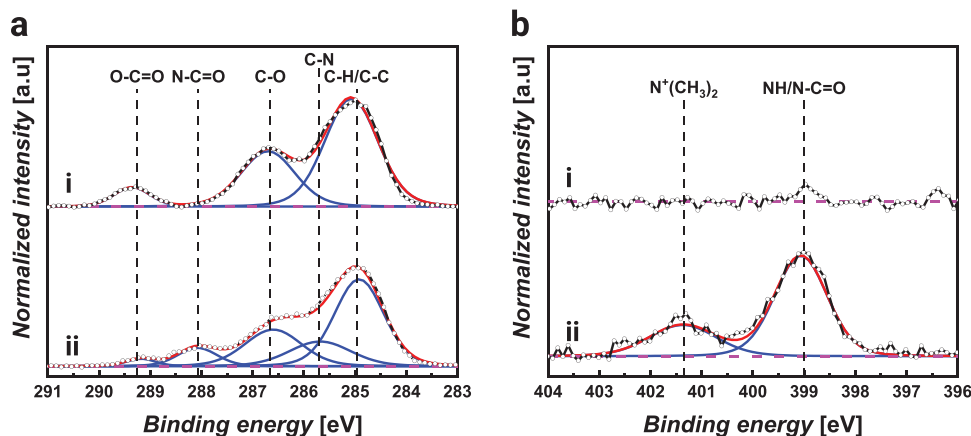 a
C-N
O-C=O N-C=O C-O C-H/C-C
i
ii
Normalized intensity [a.u]
291 290 289 288 287 286 285 284 283
Binding energy [eV]
b
N⁺(CH₃)₂ NH/N-C=O
i
ii
Normalized intensity [a.u]
404 403 402 401 400 399 398 397 396
Binding energy [eV]